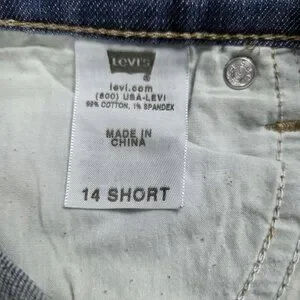 LEVI'S
®
levi.com
(800) USA-LEVI
99% COTTON, 1% SPANDEX
MADE IN
CHINA
14 SHORT